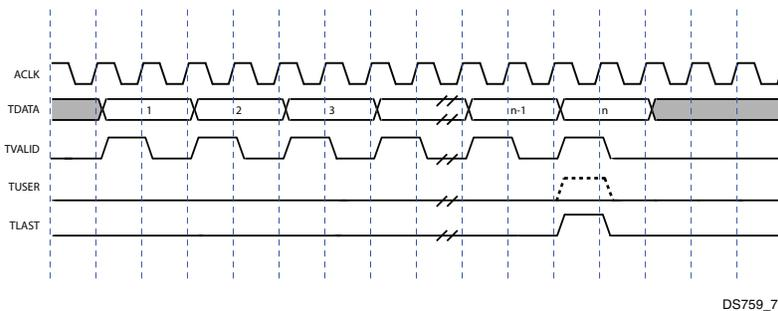 ACLK
TDATA 1 2 3 n-1 n
TVALID
TUSER
TLAST
DS759_7